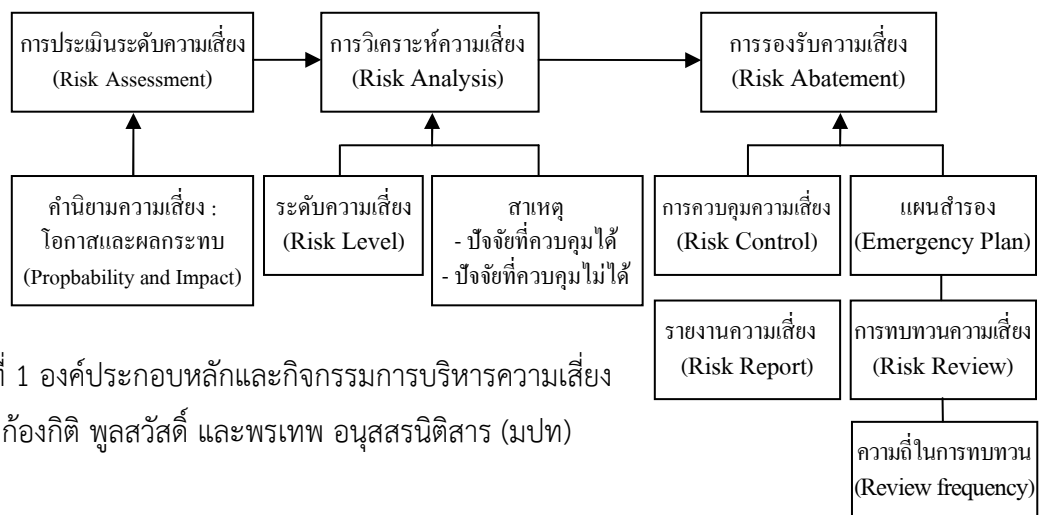 การประเมินระดับความเสี่ยง
(Risk Assessment)
การวิเคราะห์ความเสี่ยง
(Risk Analysis)
การรองรับความเสี่ยง
(Risk Abatement)
คำนิยามความเสี่ยง :
โอกาสและผลกระทบ
(Propbability and Impact)
ระดับความเสี่ยง
(Risk Level)
สาเหตุ
- ปัจจัยที่ควบคุมได้
- ปัจจัยที่ควบคุมไม่ได้
การควบคุมความเสี่ยง
(Risk Control)
แผนสำรอง
(Emergency Plan)
รายงานความเสี่ยง
(Risk Report)
การทบทวนความเสี่ยง
(Risk Review)
ความถี่ในการทบทวน
(Review frequency)
ที่ 1 องค์ประกอบหลักและกิจกรรมการบริหารความเสี่ยง
ก้องกิติ พูลสวัสดิ์ และพรเทพ อนุสสรนิติสาร (มปท)